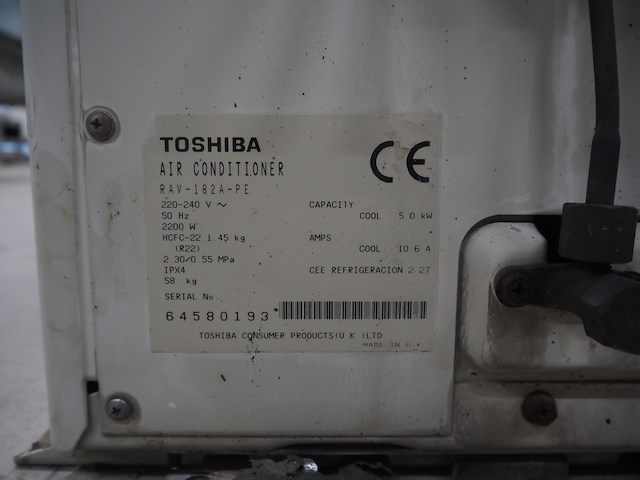 TOSHIBA
CE
AIR CONDITIONER
RAV-182A-PE
220-240 V ~ CAPACITY
50 Hz COOL 5.0 kW
2200 W
HCFC-22 1.45 kg AMPS
(R22) COOL 10.6 A
2.30/0.55 MPa
IPX4 CEE REFRIGERACION 2.27
58 kg
SERIAL No
64580193
TOSHIBA CONSUMER PRODUCTS(U K )LTD
MADE IN U K